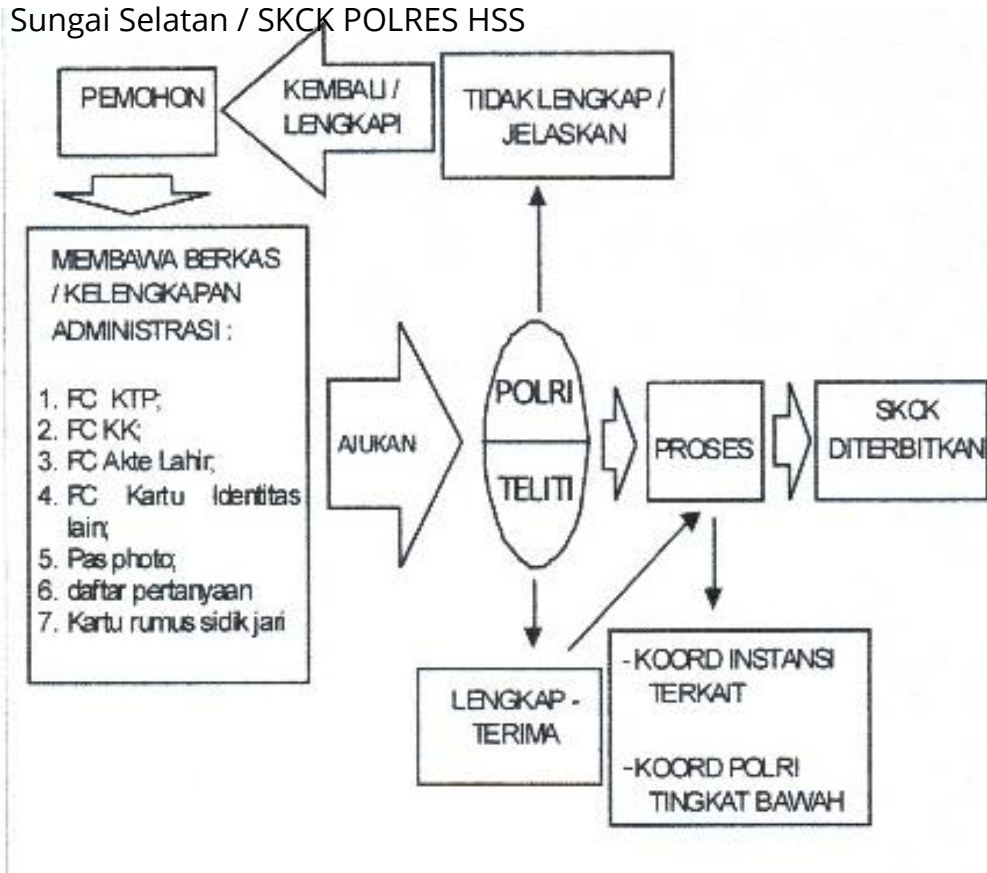 Sungai Selatan / SKCK POLRES HSS
PEMOHON
KEMBALI /
LENGKAPI
TIDAK LENGKAP /
JELASKAN
MEMBAWA BERKAS
/ KELENGKAPAN
ADMINISTRASI :
1. FC KTP;
2. FC KK;
3. FC Akte Lahir;
4. FC Kartu Identitas
lain;
5. Pas photo;
6. daftar pertanyaan
7. Kartu rumus sidik jari
AJUKAN
POLRI
TELITI
PROSES
SKCK
DITERBITKAN
LENGKAP -
TERIMA
- KOORD INSTANSI
TERKAIT
- KOORD POLRI
TINGKAT BAWAH